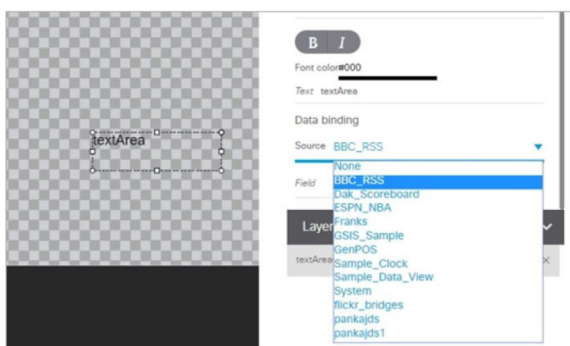 B I
Font color#000
Text textArea
textArea
Data binding
Source BBC_RSS
None
BBC_RSS
Field
Dak_Scoreboard
ESPN_NBA
Franks
Layer
GSIS_Sample
GenPOS
textArea
Sample_Clock
Sample_Data_View
System
flickr_bridges
pankajds
pankajds1